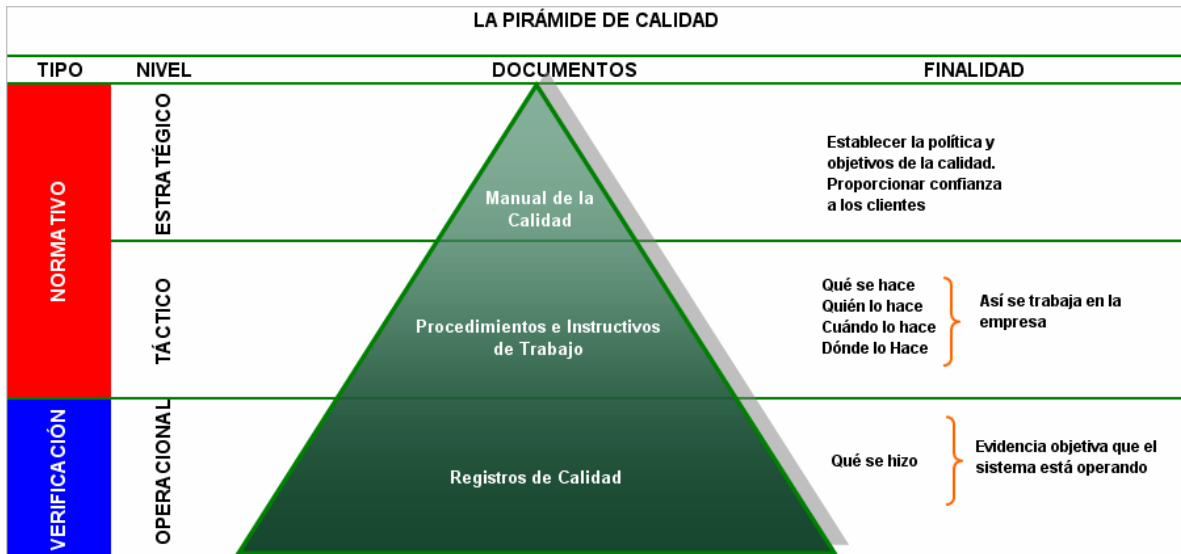 LA PIRÁMIDE DE CALIDAD
TIPO NIVEL DOCUMENTOS FINALIDAD
NORMATIVO
ESTRATÉGICO
Manual de la
Calidad
Establecer la política y
objetivos de la calidad.
Proporcionar confianza
a los clientes
TÁCTICO
Procedimientos e Instructivos
de Trabajo
Qué se hace
Quién lo hace
Cuándo lo hace
Dónde lo Hace
Así se trabaja en la
empresa
VERIFICACIÓN
OPERACIONAL
Registros de Calidad
Qué se hizo
Evidencia objetiva que el
sistema está operando